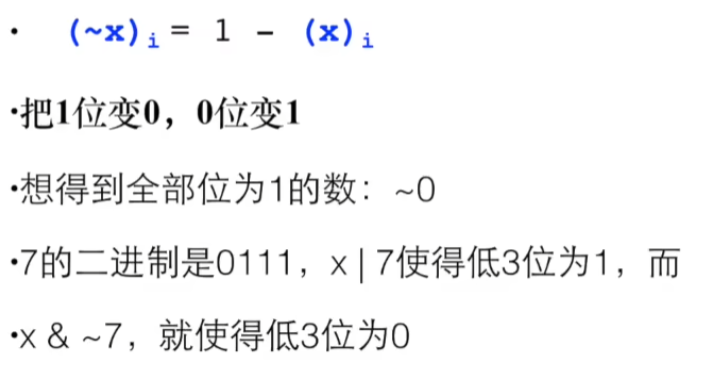 · (~x)i = 1 - (x)i
·把1位变0，0位变1
·想得到全部位为1的数：~0
·7的二进制是0111，x | 7使得低3位为1，而
·x & ~7，就使得低3位为0